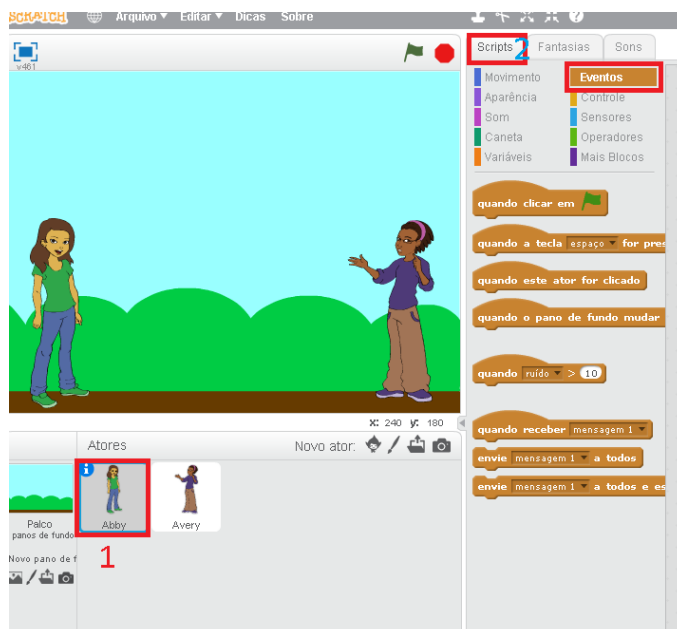 SCRATCH Arquivo Editar Dicas Sobre
v461
Scripts 2 Fantasias Sons
Movimento Eventos
Aparência Controle
Som Sensores
Caneta Operadores
Variáveis Mais Blocos
quando clicar em
quando a tecla espaço for pres
quando este ator for clicado
quando o pano de fundo mudar
quando ruído > 10
quando receber mensagem 1
envie mensagem 1 a todos
envie mensagem 1 a todos e es
x: 240 y: 180
Atores Novo ator:
Palco
panos de fundo
Novo pano de f
Abby
Avery
1